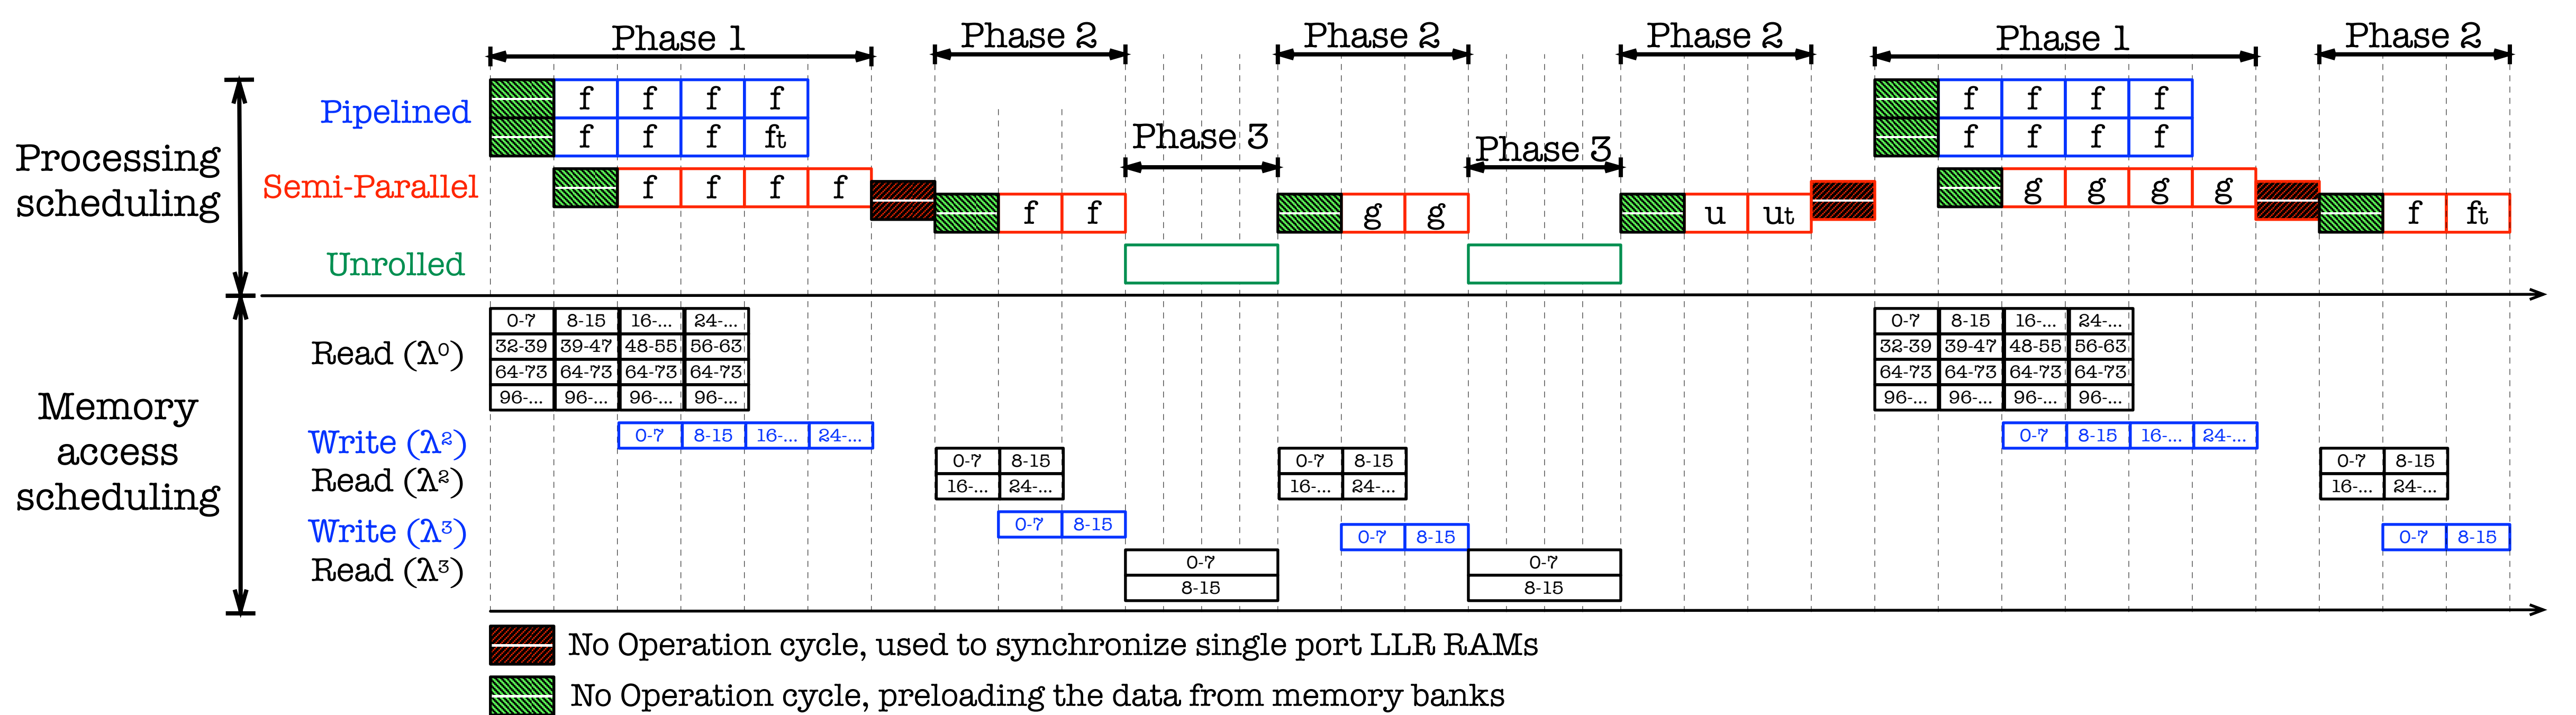 Phase 1 Phase 2 Phase 2 Phase 2 Phase 1 Phase 2
Pipelined f f f f f f f f
f f f ft f f f f
Phase 3 Phase 3
Processing
scheduling
Semi-Parallel f f f f g g g g
f f g g u ut f ft
Unrolled
0-7 8-15 16-... 24-... 0-7 8-15 16-... 24-...
Read (λ⁰) 32-39 39-47 48-55 56-63 32-39 39-47 48-55 56-63
64-73 64-73 64-73 64-73 64-73 64-73 64-73 64-73
96-... 96-... 96-... 96-... 96-... 96-... 96-... 96-...
Memory
access
scheduling
Write (λ²) 0-7 8-15 16-... 24-... 0-7 8-15 16-... 24-...
Read (λ²) 0-7 8-15 0-7 8-15 0-7 8-15
16-... 24-... 16-... 24-... 16-... 24-...
Write (λ³) 0-7 8-15 0-7 8-15 0-7 8-15
Read (λ³) 0-7 0-7
8-15 8-15
No Operation cycle, used to synchronize single port LLR RAMs
No Operation cycle, preloading the data from memory banks